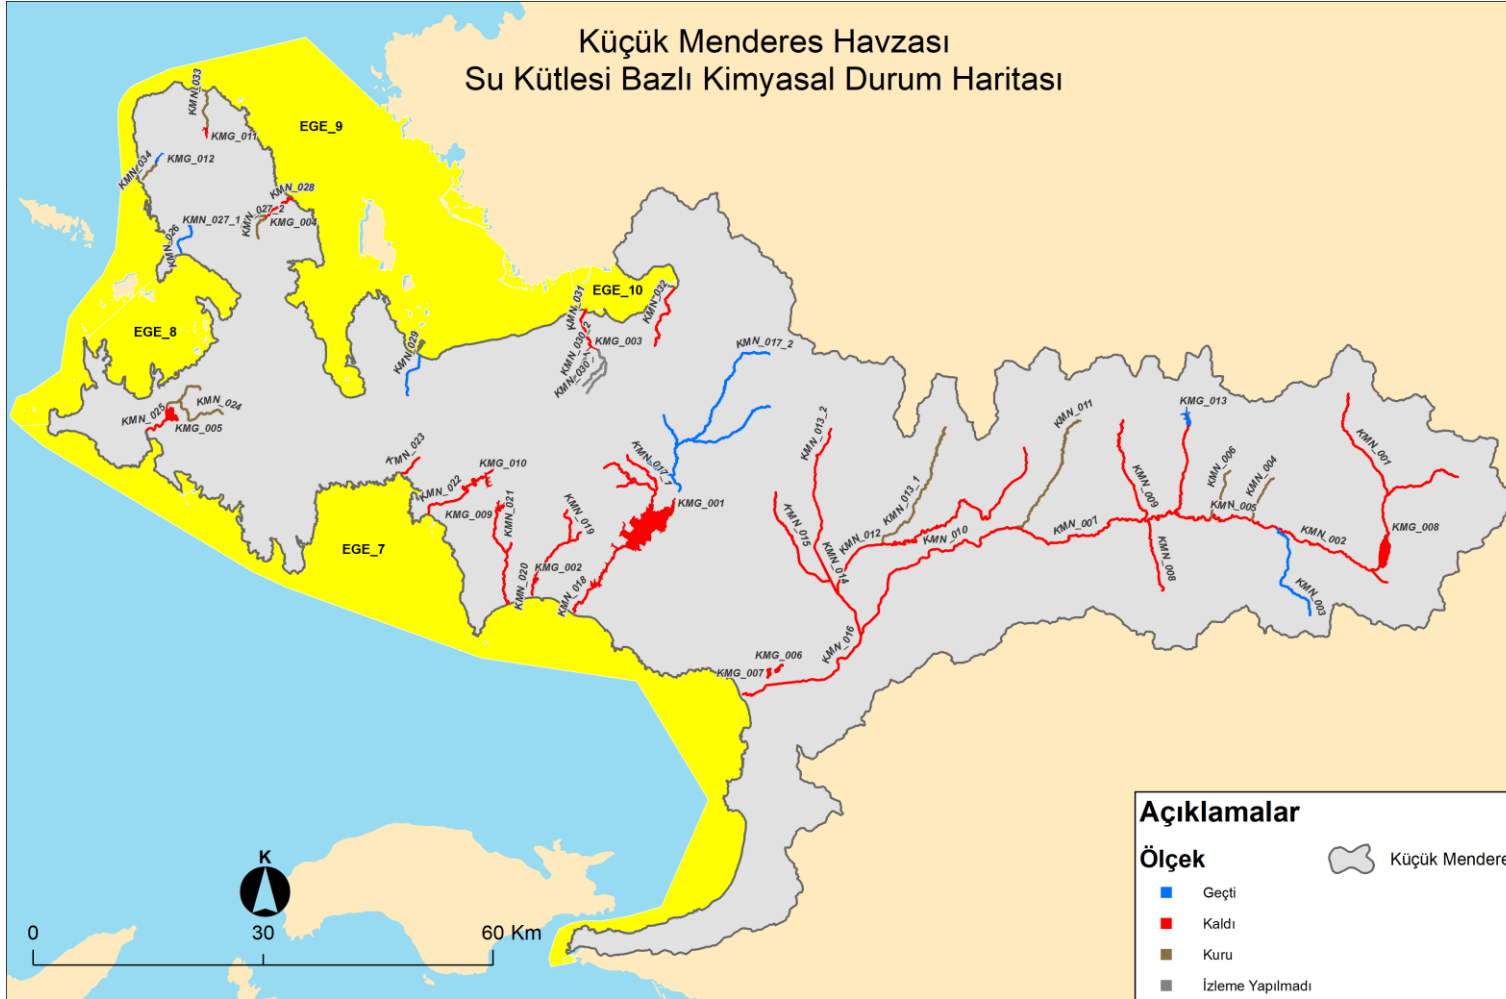 Küçük Menderes Havzası
Su Kütlesi Bazlı Kimyasal Durum Haritası
KMN_033
EGE_9
KMG_011
KMG_012
KMN_034
KMN_028
KMN_027_2
KMG_004
KMN_027_1
KMN_026
EGE_10
KMN_031
KMN_032
EGE_8
KMN_030_2
KMG_003
KMN_017_2
KMN_029
KMN_030_
KMG_013
KMN_024
KMN_025
KMG_005
KMN_013_2
KMN_011
KMN_001
KMN_023
KMG_010
KMN_017_1
KMN_006
KMN_004
KMN_022
KMN_021
KMG_001
KMN_013_1
KMN_009
KMN_005
KMG_009
KMN_019
KMN_015
KMN_012
KMN_010
KMN_007
KMN_002
KMG_008
EGE_7
KMN_020
KMG_002
KMN_018
KMN_014
KMN_008
KMN_003
KMN_016
KMG_006
KMG_007
K
0 30 60 Km
Açıklamalar
Ölçek
Küçük Mendere
Geçti
Kaldı
Kuru
İzleme Yapılmadı